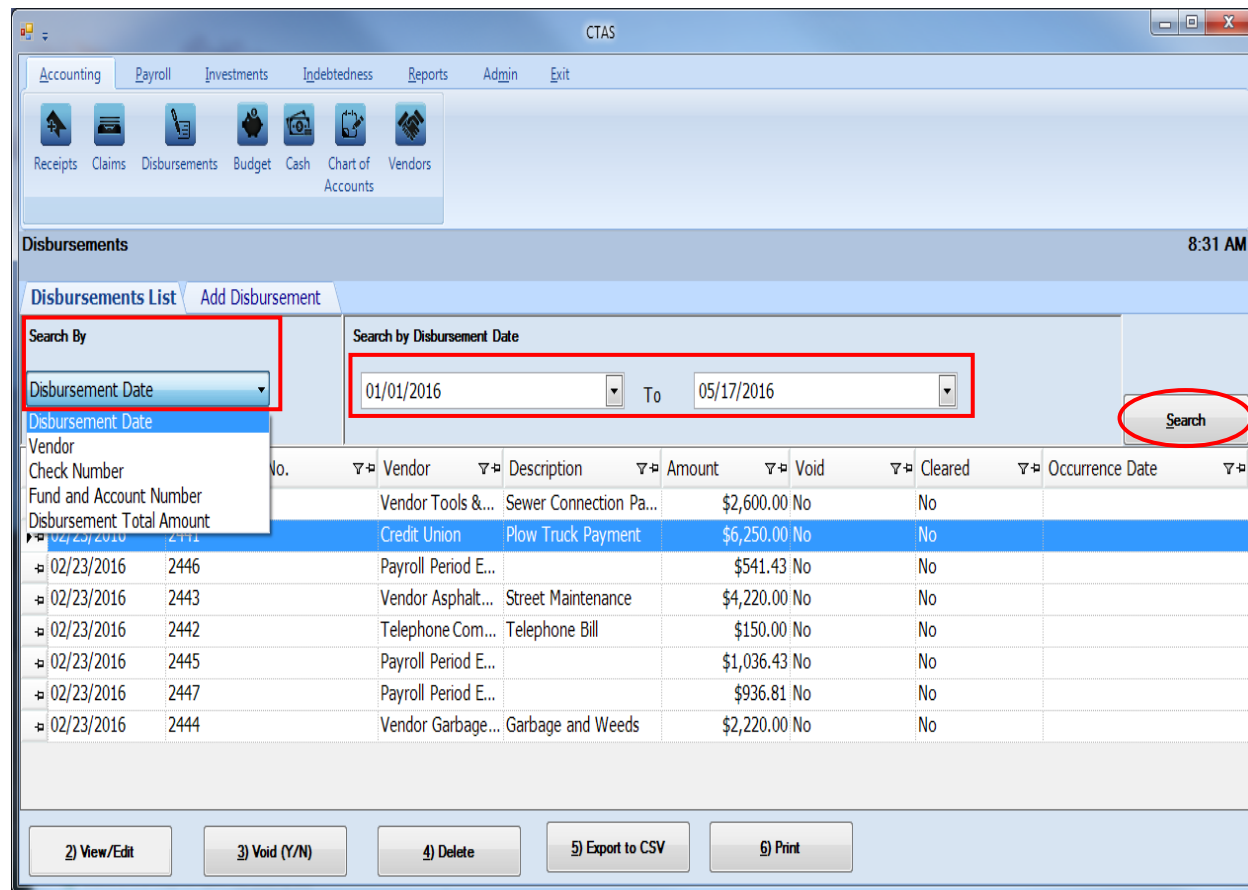 CTAS
Accounting Payroll Investments Indebtedness Reports Admin Exit
Receipts Claims Disbursements Budget Cash Chart of Accounts Vendors
Disbursements 8:31 AM
Disbursements List Add Disbursement
Search By Search by Disbursement Date
Disbursement Date 01/01/2016 To 05/17/2016
Search
Disbursement Date
Vendor
Check Number
Fund and Account Number
Disbursement Total Amount
No. Vendor Description Amount Void Cleared Occurrence Date
Vendor Tools &... Sewer Connection Pa... $2,600.00 No No
02/23/2016 2441 Credit Union Plow Truck Payment $6,250.00 No No
02/23/2016 2446 Payroll Period E... $541.43 No No
02/23/2016 2443 Vendor Asphalt... Street Maintenance $4,220.00 No No
02/23/2016 2442 Telephone Com... Telephone Bill $150.00 No No
02/23/2016 2445 Payroll Period E... $1,036.43 No No
02/23/2016 2447 Payroll Period E... $936.81 No No
02/23/2016 2444 Vendor Garbage... Garbage and Weeds $2,220.00 No No
2) View/Edit 3) Void (Y/N) 4) Delete 5) Export to CSV 6) Print